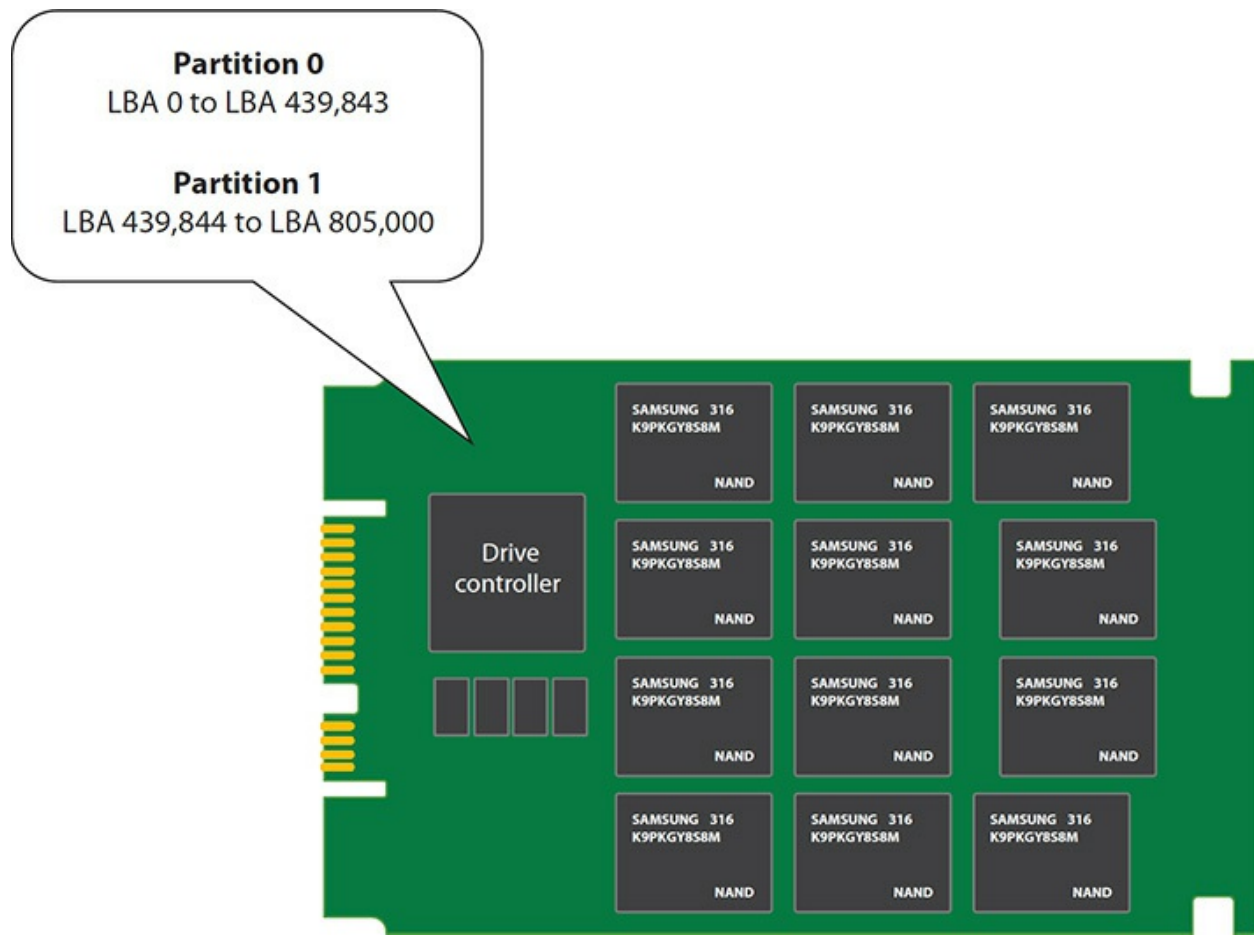 Partition 0
LBA 0 to LBA 439,843
Partition 1
LBA 439,844 to LBA 805,000
Drive
controller
SAMSUNG 316
K9PKGY8S8M
NAND
SAMSUNG 316
K9PKGY8S8M
NAND
SAMSUNG 316
K9PKGY8S8M
NAND
SAMSUNG 316
K9PKGY8S8M
NAND
SAMSUNG 316
K9PKGY8S8M
NAND
SAMSUNG 316
K9PKGY8S8M
NAND
SAMSUNG 316
K9PKGY8S8M
NAND
SAMSUNG 316
K9PKGY8S8M
NAND
SAMSUNG 316
K9PKGY8S8M
NAND
SAMSUNG 316
K9PKGY8S8M
NAND
SAMSUNG 316
K9PKGY8S8M
NAND
SAMSUNG 316
K9PKGY8S8M
NAND